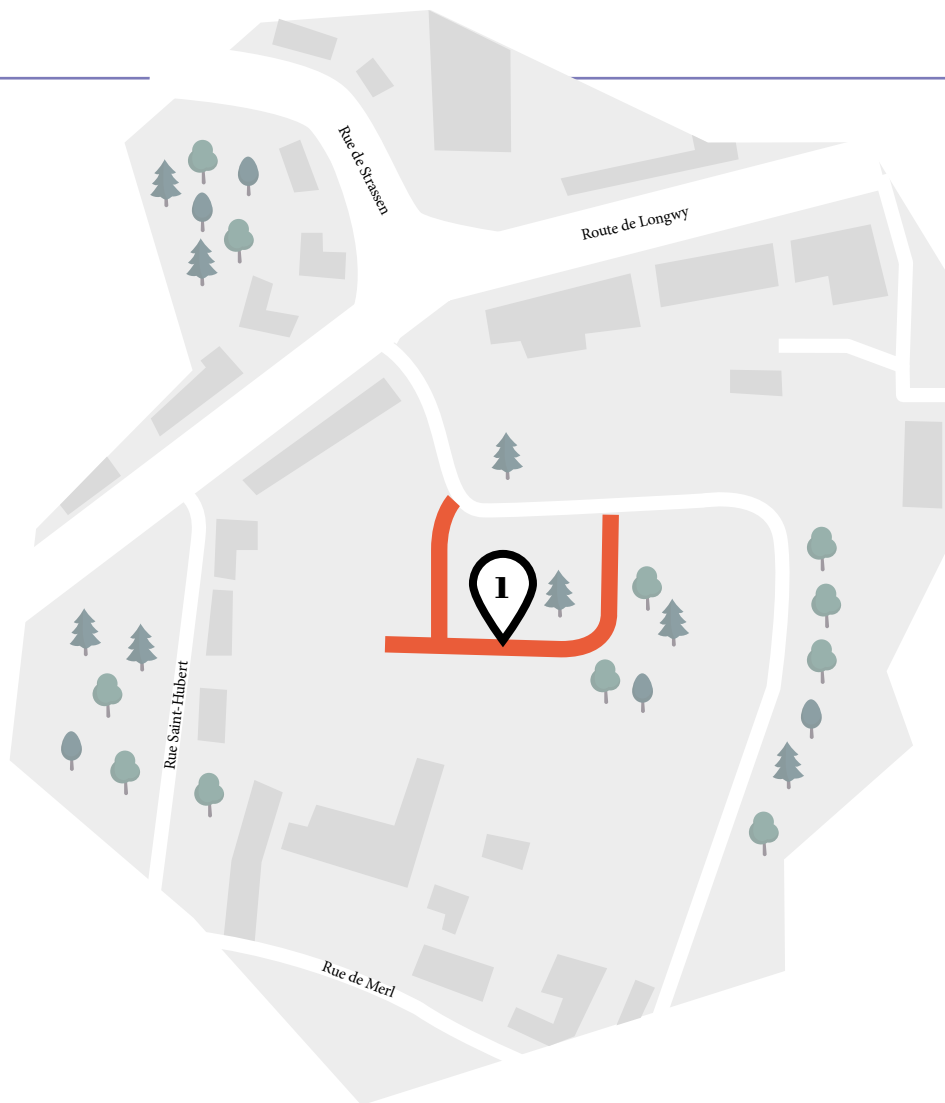 Rue de Strassen
Route de Longwy
1
Rue Saint-Hubert
Rue de Merl